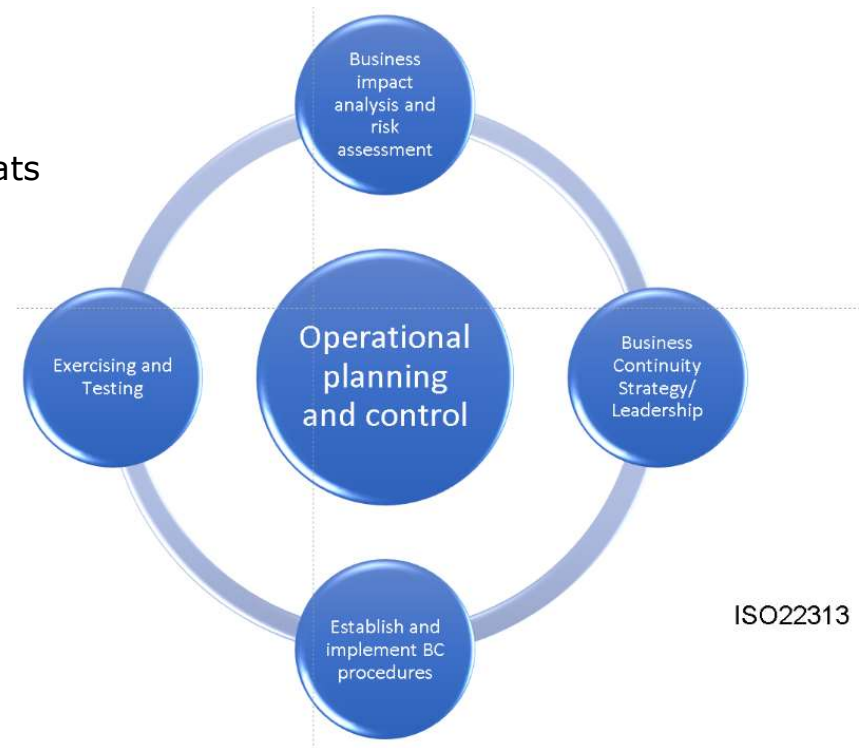 Business
impact
analysis and
risk
assessment
ats
Operational
planning
and control
Exercising and
Testing
Business
Continuity
Strategy/
Leadership
Establish and
implement BC
procedures
ISO22313